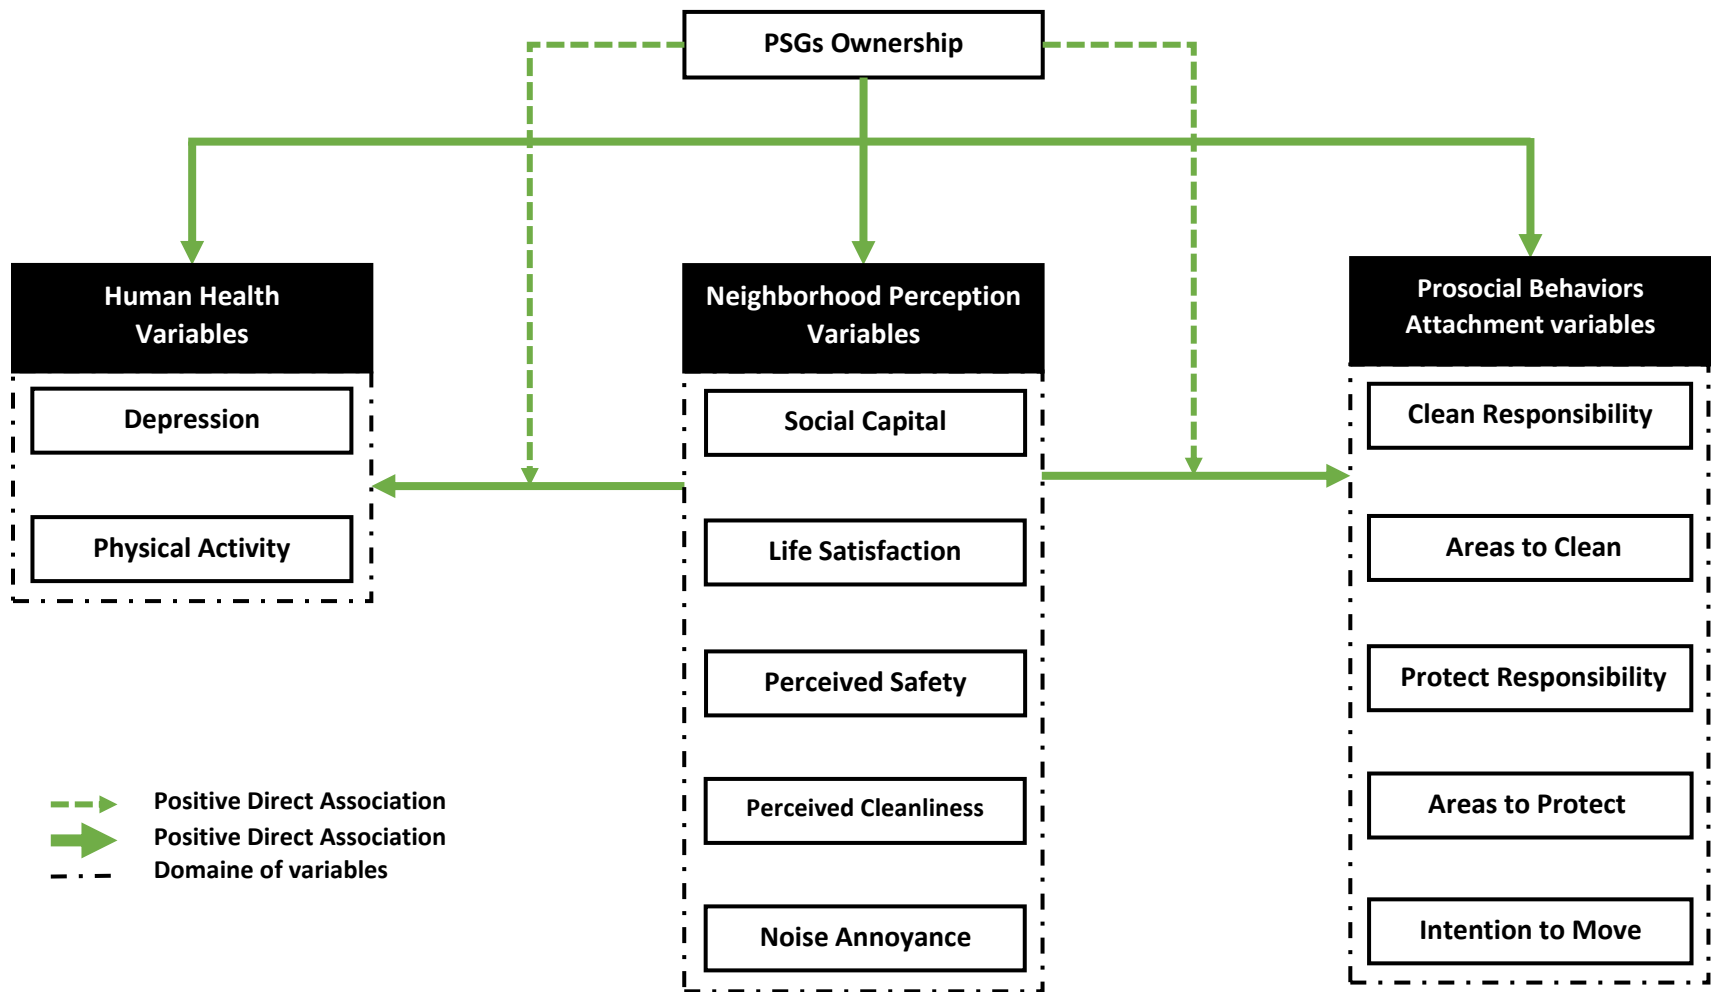 PSGs Ownership
Human Health
Variables
Depression
Physical Activity
Neighborhood Perception
Variables
Social Capital
Life Satisfaction
Perceived Safety
Perceived Cleanliness
Noise Annoyance
Prosocial Behaviors
Attachment variables
Clean Responsibility
Areas to Clean
Protect Responsibility
Areas to Protect
Intention to Move
Positive Direct Association
Positive Direct Association
Domaine of variables